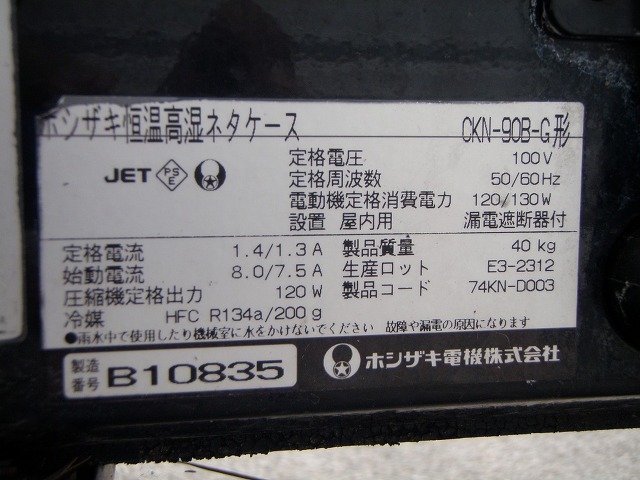 ホシザキ恒温高湿ネタケース CKN-90B-G形
JET PSE
定格電圧 100V
定格周波数 50/60Hz
電動機定格消費電力 120/130W
設置 屋内用 漏電遮断器付
定格電流 1.4/1.3A 製品質量 40kg
始動電流 8.0/7.5A 生産ロット E3-2312
圧縮機定格出力 120W 製品コード 74KN-D003
冷媒 HFC R134a/200g
●雨水中で使用したり機械室に水をかけないでください 故障や漏電の原因になります
製造番号 B10835 ホシザキ電機株式会社